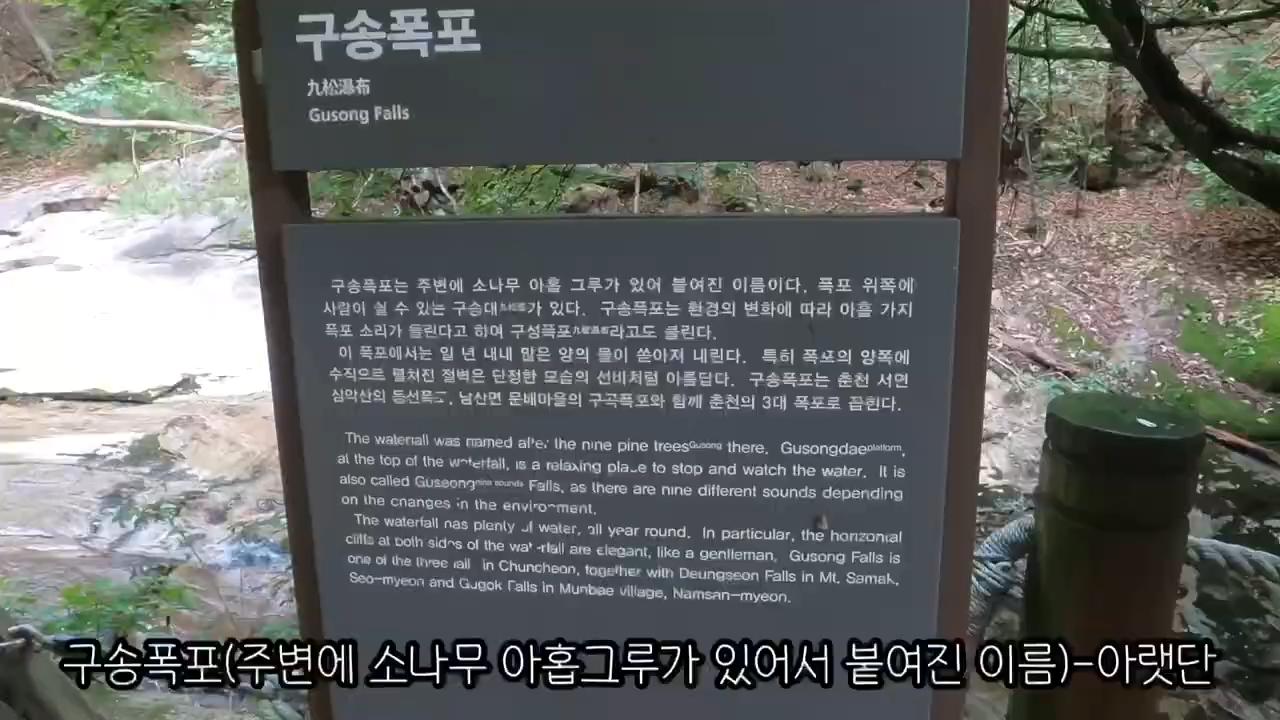 구송폭포
九松瀑布
Gusong Falls
구송폭포는 주변에 소나무 아홉 그루가 있어 붙여진 이름이다. 폭포 위쪽에
사람이 쉴 수 있는 구송대가 있다. 구송폭포는 환경의 변화에 따라 아홉 가지
폭포 소리가 들린다고 하여 구성폭포라고도 불린다.
이 폭포에서는 일 년 내내 많은 양의 물이 쏟아져 내린다. 특히 폭포의 양쪽에
수직으로 펼쳐진 절벽은 단정한 모습의 선비처럼 아름답다. 구송폭포는 춘천 서면
삼악산의 등선폭포, 남산면 문배마을의 구곡폭포와 함께 춘천의 3대 폭포로 꼽힌다.
The waterfall was named after the nine pine trees Gusong there. Gusongdae platform,
at the top of the waterfall, is a relaxing place to stop and watch the water. It is
also called Guseong nine sounds Falls, as there are nine different sounds depending
on the changes in the environment.
The waterfall has plenty of water, all year round. In particular, the horizontal
cliffs at both sides of the waterfall are elegant, like a gentleman. Gusong Falls is
one of the three in Chuncheon, together with Deungseon Falls in Mt. Samak,
Seo-myeon and Gugok Falls in Munbae village, Namsan-myeon.
구송폭포(주변에 소나무 아홉그루가 있어서 붙여진 이름)-아랫단